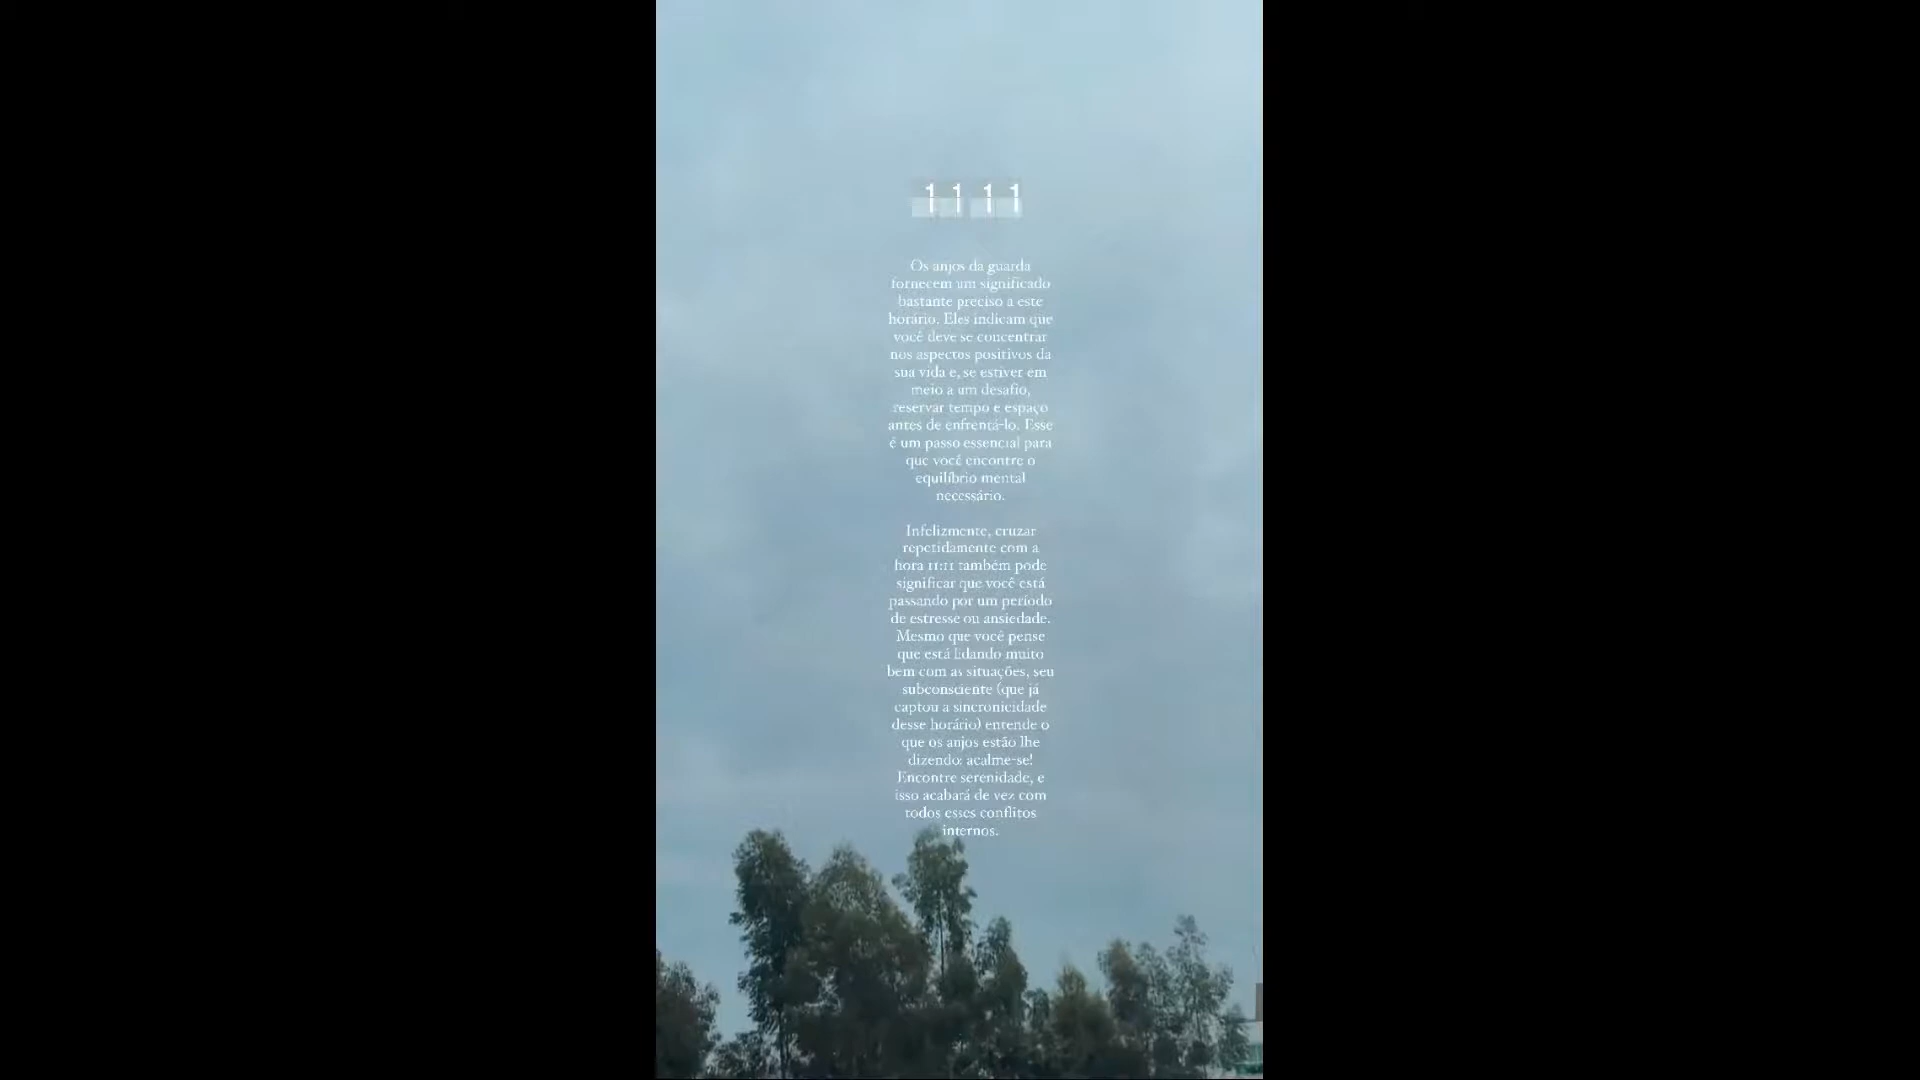 11 11
Os anjos da guarda
fornecem um significado
bastante preciso a este
horário. Eles indicam que
você deve se concentrar
nos aspectos positivos da
sua vida e, se estiver em
meio a um desafio,
reservar tempo e espaço
antes de enfrentá-lo. Esse
é um passo essencial para
que você encontre o
equilíbrio mental
necessário.
Infelizmente, cruzar
repetidamente com a
hora 11:11 também pode
significar que você está
passando por um período
de estresse ou ansiedade.
Mesmo que você pense
que está lidando muito
bem com as situações, seu
subconsciente (que já
captou a sincronicidade
desse horário) entende o
que os anjos estão lhe
dizendo: acalme-se!
Encontre serenidade, e
isso acabará de vez com
todos esses conflitos
internos.